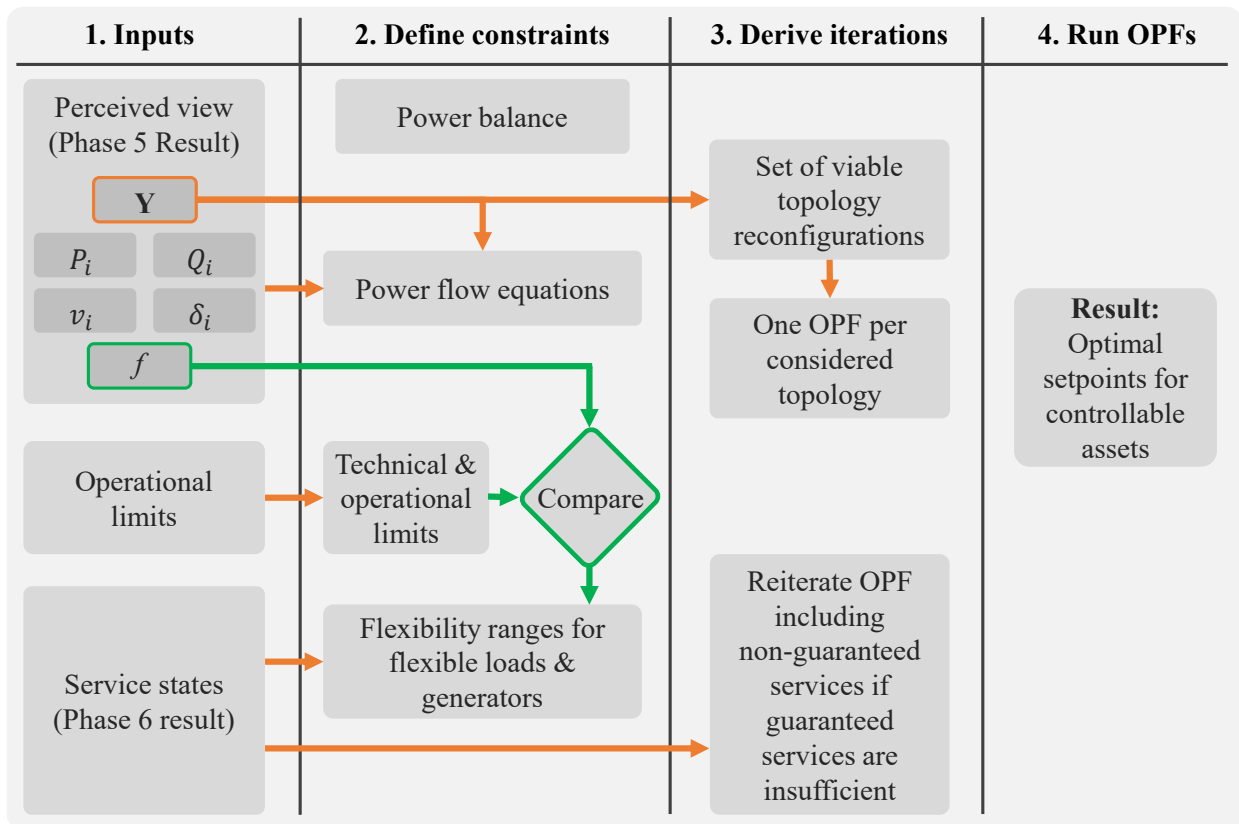 1. Inputs
2. Define constraints
3. Derive iterations
4. Run OPFs
Perceived view
(Phase 5 Result)
Y
P_i
Q_i
v_i
δ_i
f
Operational
limits
Service states
(Phase 6 result)
Power balance
Power flow equations
Technical &
operational
limits
Compare
Flexibility ranges for
flexible loads &
generators
Set of viable
topology
reconfigurations
One OPF per
considered
topology
Reiterate OPF
including
non-guaranteed
services if
guaranteed
services are
insufficient
Result:
Optimal
setpoints for
controllable
assets